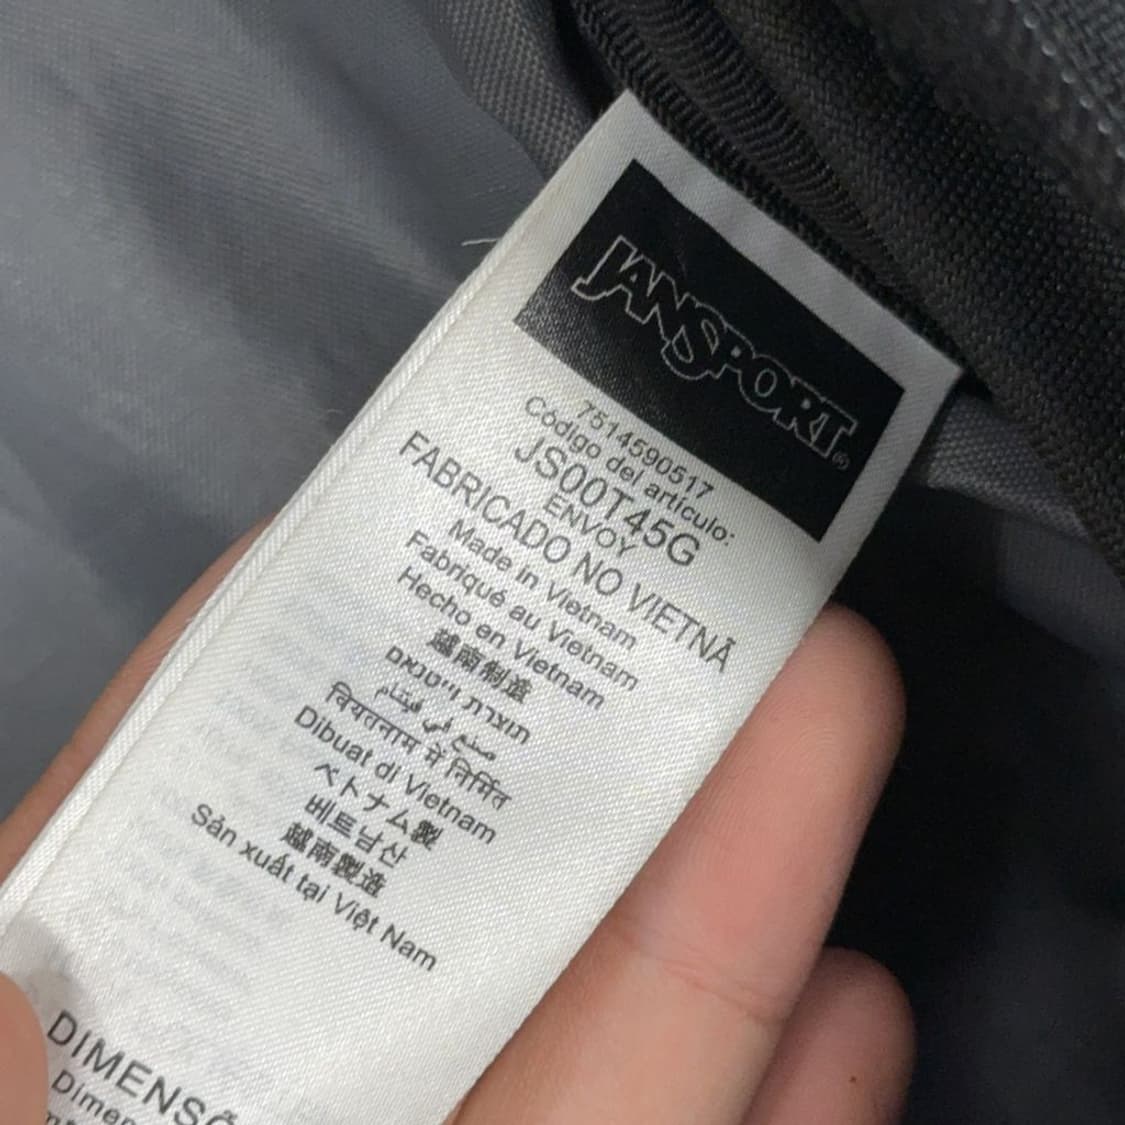 JANSPORT®
7514590517
Código del artículo:
JS00T45G
ENVOY
FABRICADO NO VIETNÃ
Made in Vietnam
Fabriqué au Vietnam
Hecho en Vietnam
越南制造
תוצרת וייטנאם
صنع في فيتنام
वियतनाम में निर्मित
Dibuat di Vietnam
ベトナム製
베트남산
越南製造
Sản xuất tại Việt Nam